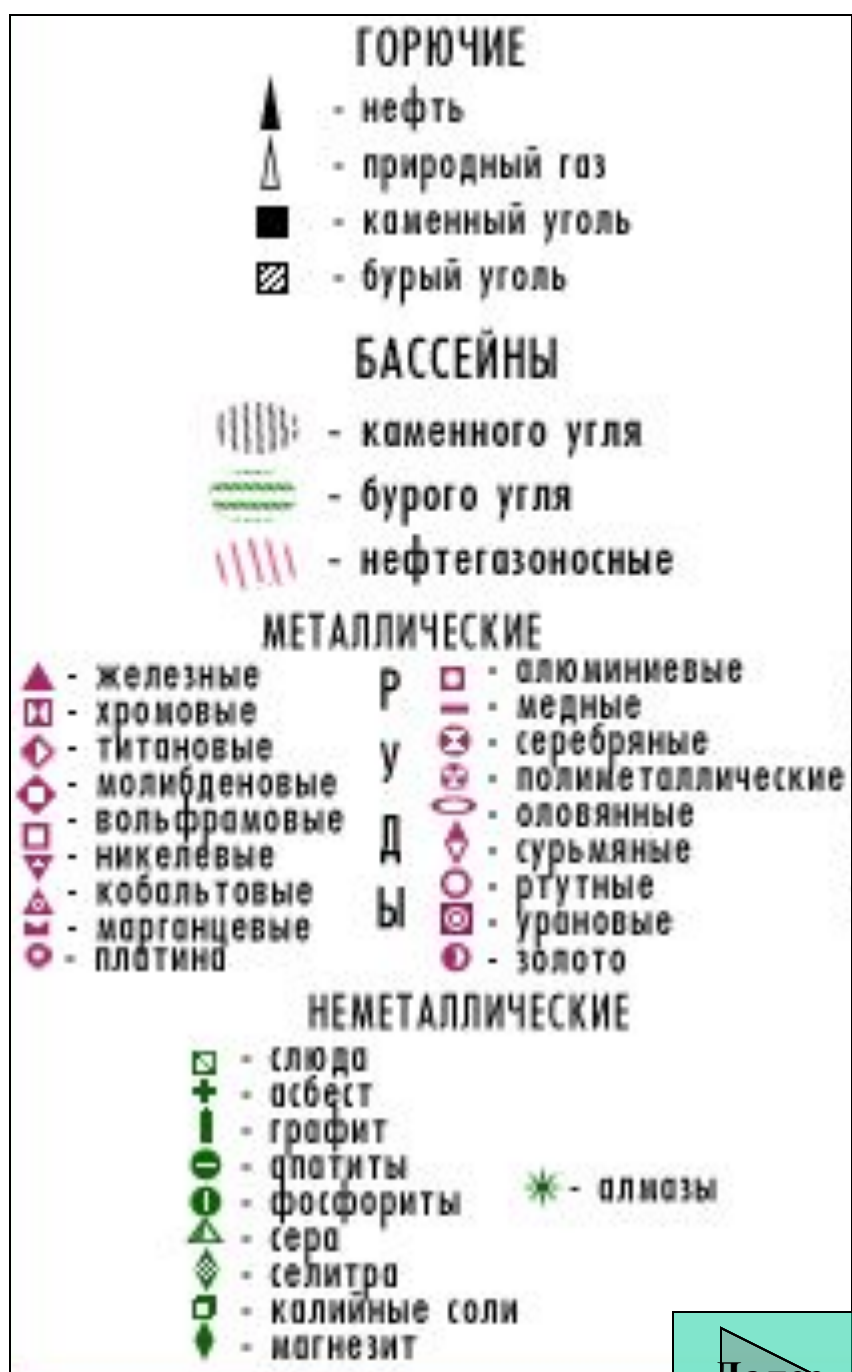 ГОРЮЧИЕ
- нефть
- природный газ
- каменный уголь
- бурый уголь
БАССЕЙНЫ
- каменного угля
- бурого угля
- нефтегазоносные
МЕТАЛЛИЧЕСКИЕ
РУДЫ
- железные
- хромовые
- титановые
- молибденовые
- вольфрамовые
- никелевые
- кобальтовые
- марганцевые
- платина
- алюминиевые
- медные
- серебряные
- полиметаллические
- оловянные
- сурьмяные
- ртутные
- урановые
- золото
НЕМЕТАЛЛИЧЕСКИЕ
- слюда
- асбест
- графит
- апатиты
- фосфориты
- сера
- селитра
- калийные соли
- магнезит
- алмазы